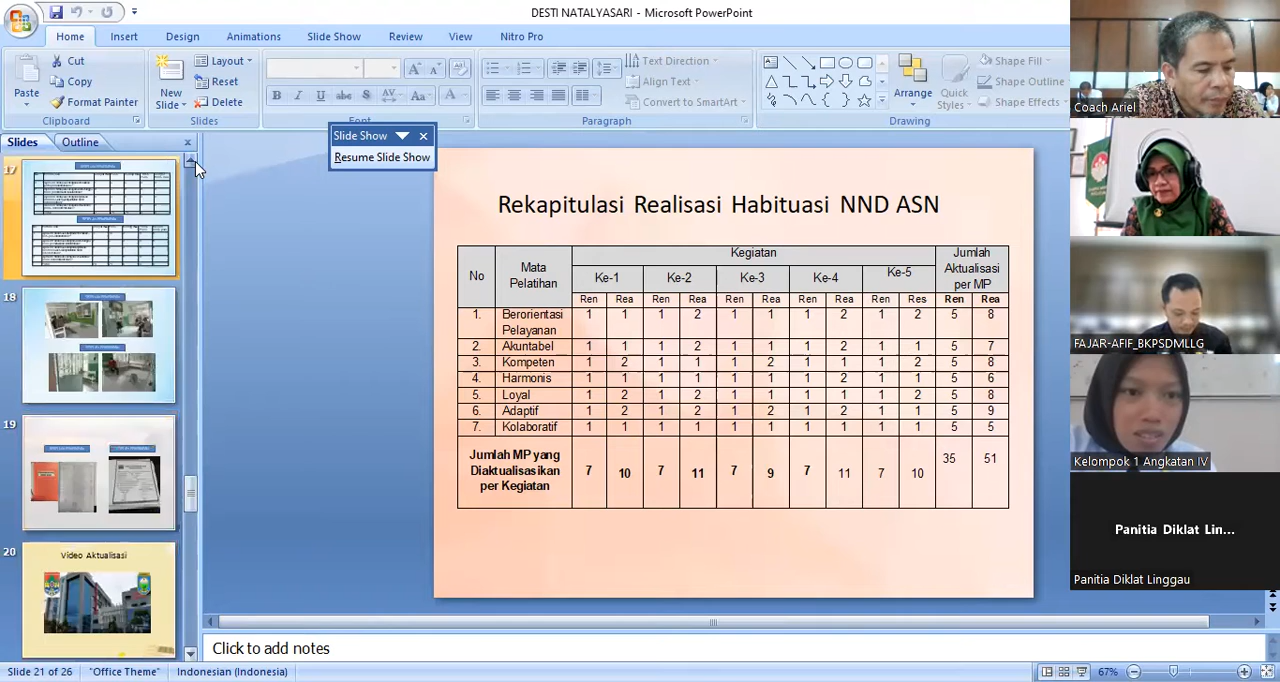 DESTI NATALYASARI - Microsoft PowerPoint
Home Insert Design Animations Slide Show Review View Nitro Pro
Paste
Cut
Copy
Format Painter
Clipboard
New
Slide
Layout
Reset
Delete
Slides
B I U abc S AV Aa A
Font
Paragraph
Text Direction
Align Text
Convert to SmartArt
Arrange
Quick
Styles
Shape Fill
Shape Outline
Shape Effects
Drawing
Slides Outline
Slide Show
Resume Slide Show
17
18
19
20
Video Aktualisasi
Rekapitulasi Realisasi Habituasi NND ASN
No Mata Pelatihan Kegiatan Jumlah Aktualisasi per MP
Ke-1 Ke-2 Ke-3 Ke-4 Ke-5
Ren Rea Ren Rea Ren Rea Ren Rea Ren Res Ren Rea
1. Berorientasi Pelayanan 1 1 1 2 1 1 1 2 1 2 5 8
2. Akuntabel 1 1 1 2 1 1 1 2 1 1 5 7
3. Kompeten 1 2 1 1 1 2 1 1 1 2 5 8
4. Harmonis 1 1 1 1 1 1 1 2 1 1 5 6
5. Loyal 1 2 1 2 1 1 1 1 1 2 5 8
6. Adaptif 1 2 1 2 1 2 1 2 1 1 5 9
7. Kolaboratif 1 1 1 1 1 1 1 1 1 1 5 5
Jumlah MP yang Diaktualisasikan per Kegiatan 7 10 7 11 7 9 7 11 7 10 35 51
Click to add notes
Slide 21 of 26 "Office Theme" Indonesian (Indonesia) 67%
Coach Ariel
FAJAR-AFIF_BKPSDMLLG
Kelompok 1 Angkatan IV
Panitia Diklat Lin...
Panitia Diklat Linggau